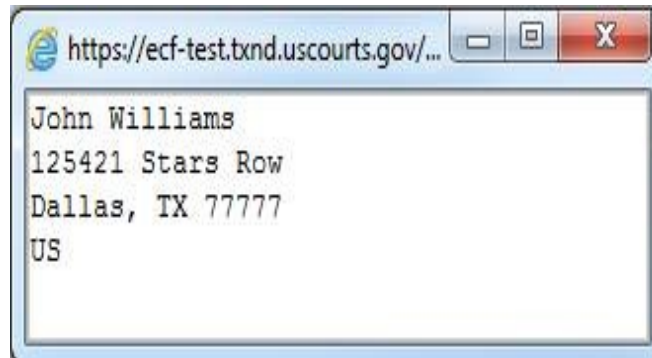 https://ecf-test.txnd.uscourts.gov/...
John Williams
125421 Stars Row
Dallas, TX 77777
US